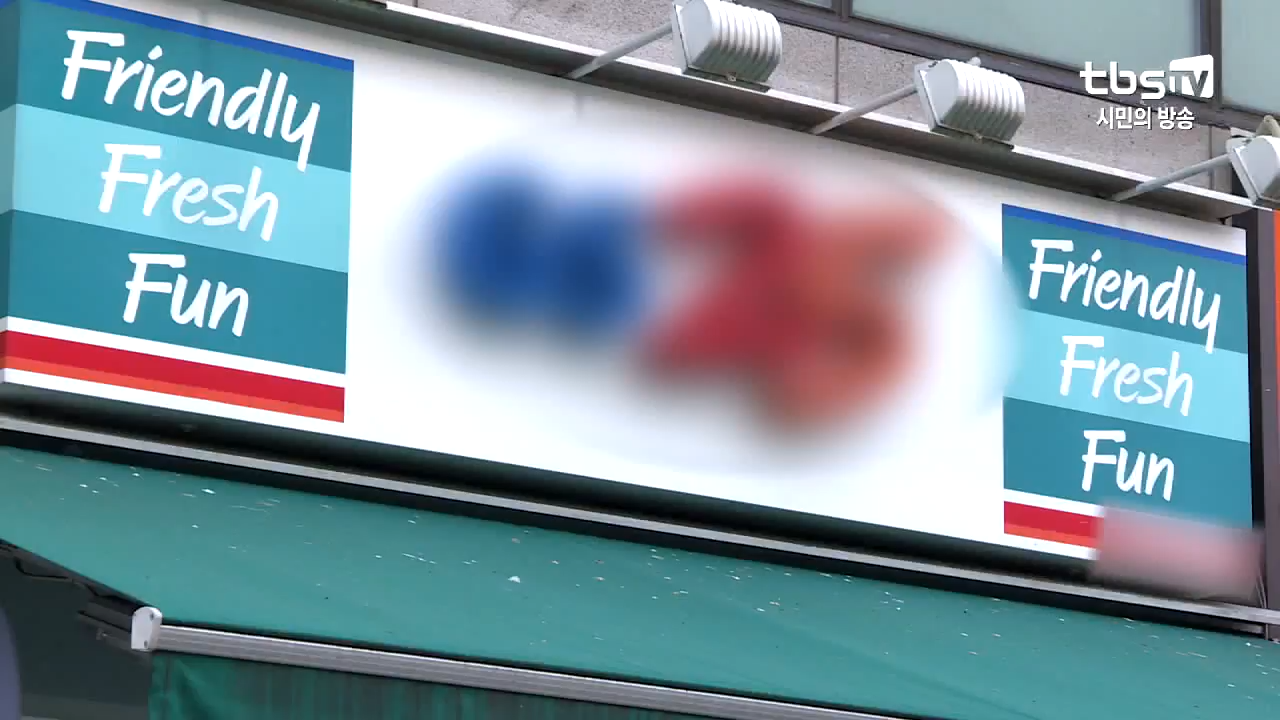 Friendly
Fresh
Fun
tbsTV
시민의 방송
Friendly
Fresh
Fun